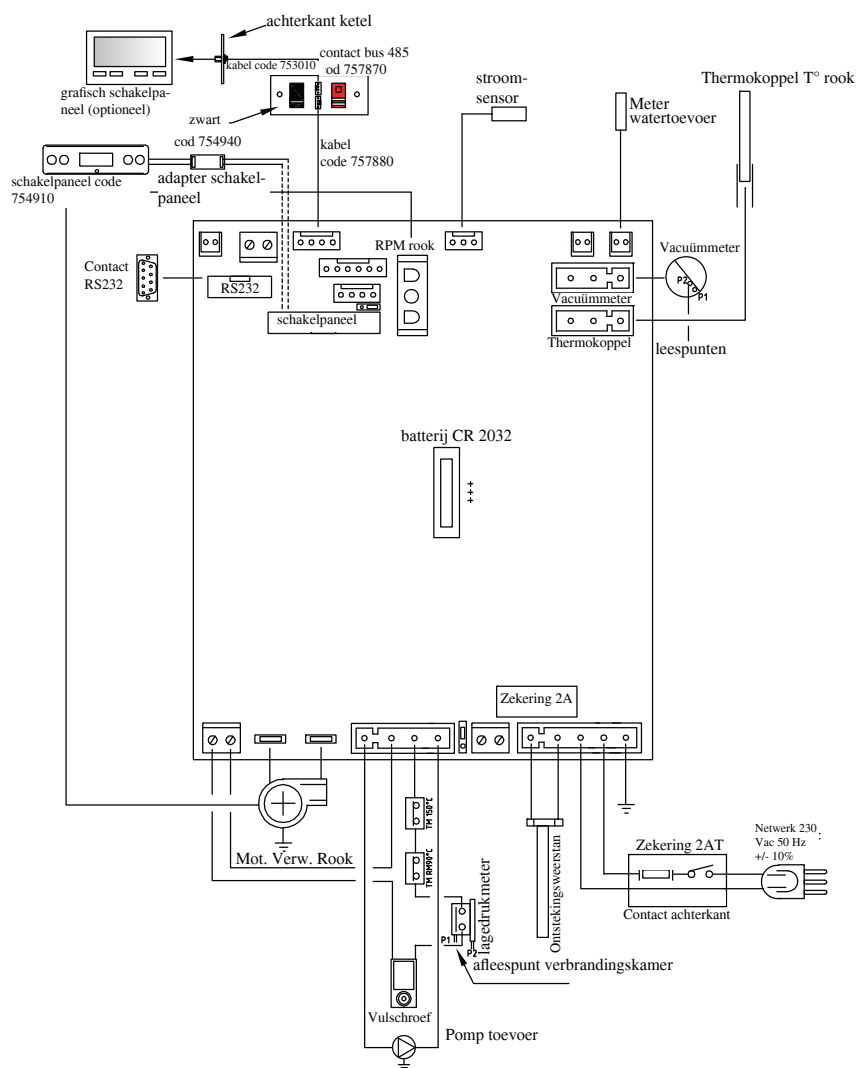 achterkant ketel
kabel code 753010
contact bus 485
od 757870
grafisch schakelpa-
neel (optioneel)
zwart
stroom-
sensor
Thermokoppel T° rook
Meter
watertoevoer
cod 754940
kabel
code 757880
schakelpaneel code
754910
adapter schakel-
paneel
RPM rook
Contact
RS232
RS232
schakelpaneel
Vacuümmeter
Vacuümmeter
P2
P1
Thermokoppel
leespunten
batterij CR 2032
+++
Zekering 2A
TM 150°C
TM RM90°C
Mot. Verw. Rook
lagedrukmeter
P1
P2
Ontstekingsweerstan
Zekering 2AT
Netwerk 230 :
Vac 50 Hz
+/- 10%
Contact achterkant
afleespunt verbrandingskamer
Vulschroef
Pomp toevoer